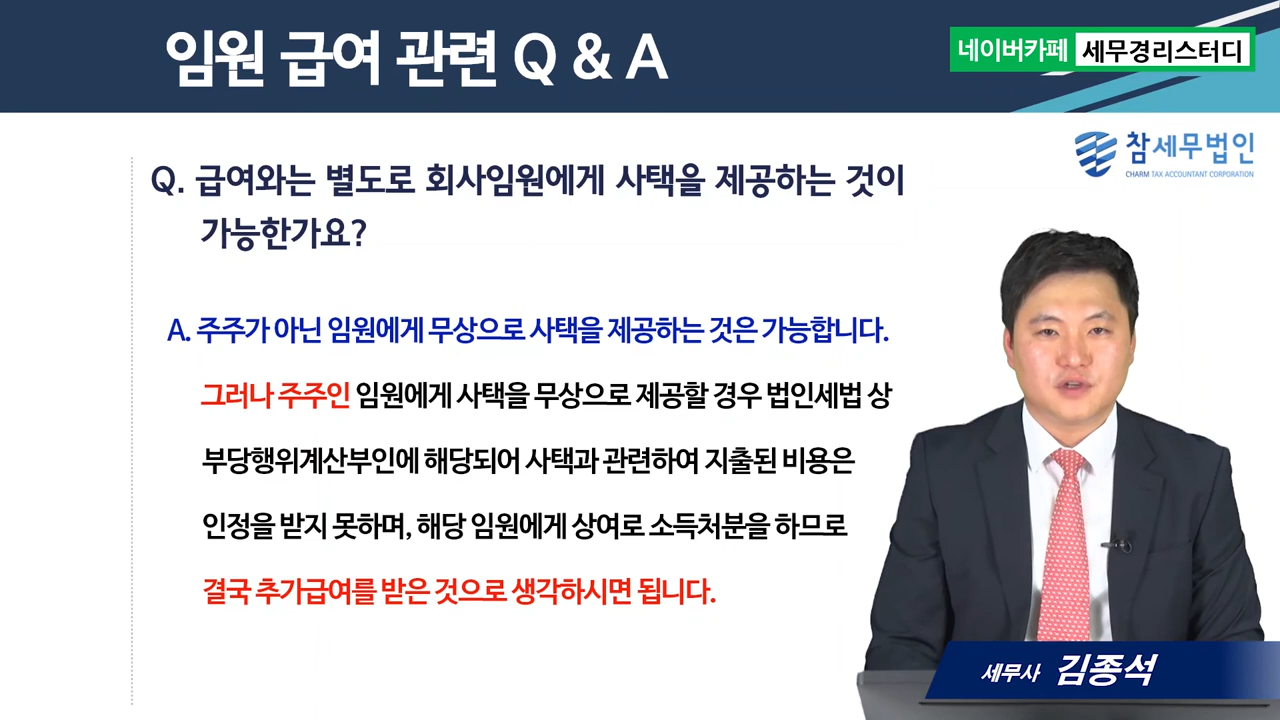 임원 급여 관련 Q & A
네이버카페 세무경리스터디
참세무법인
CHARM TAX ACCOUNTANT CORPORATION
Q. 급여와는 별도로 회사임원에게 사택을 제공하는 것이
가능한가요?
A. 주주가 아닌 임원에게 무상으로 사택을 제공하는 것은 가능합니다.
그러나 주주인 임원에게 사택을 무상으로 제공할 경우 법인세법 상
부당행위계산부인에 해당되어 사택과 관련하여 지출된 비용은
인정을 받지 못하며, 해당 임원에게 상여로 소득처분을 하므로
결국 추가급여를 받은 것으로 생각하시면 됩니다.
세무사 김종석